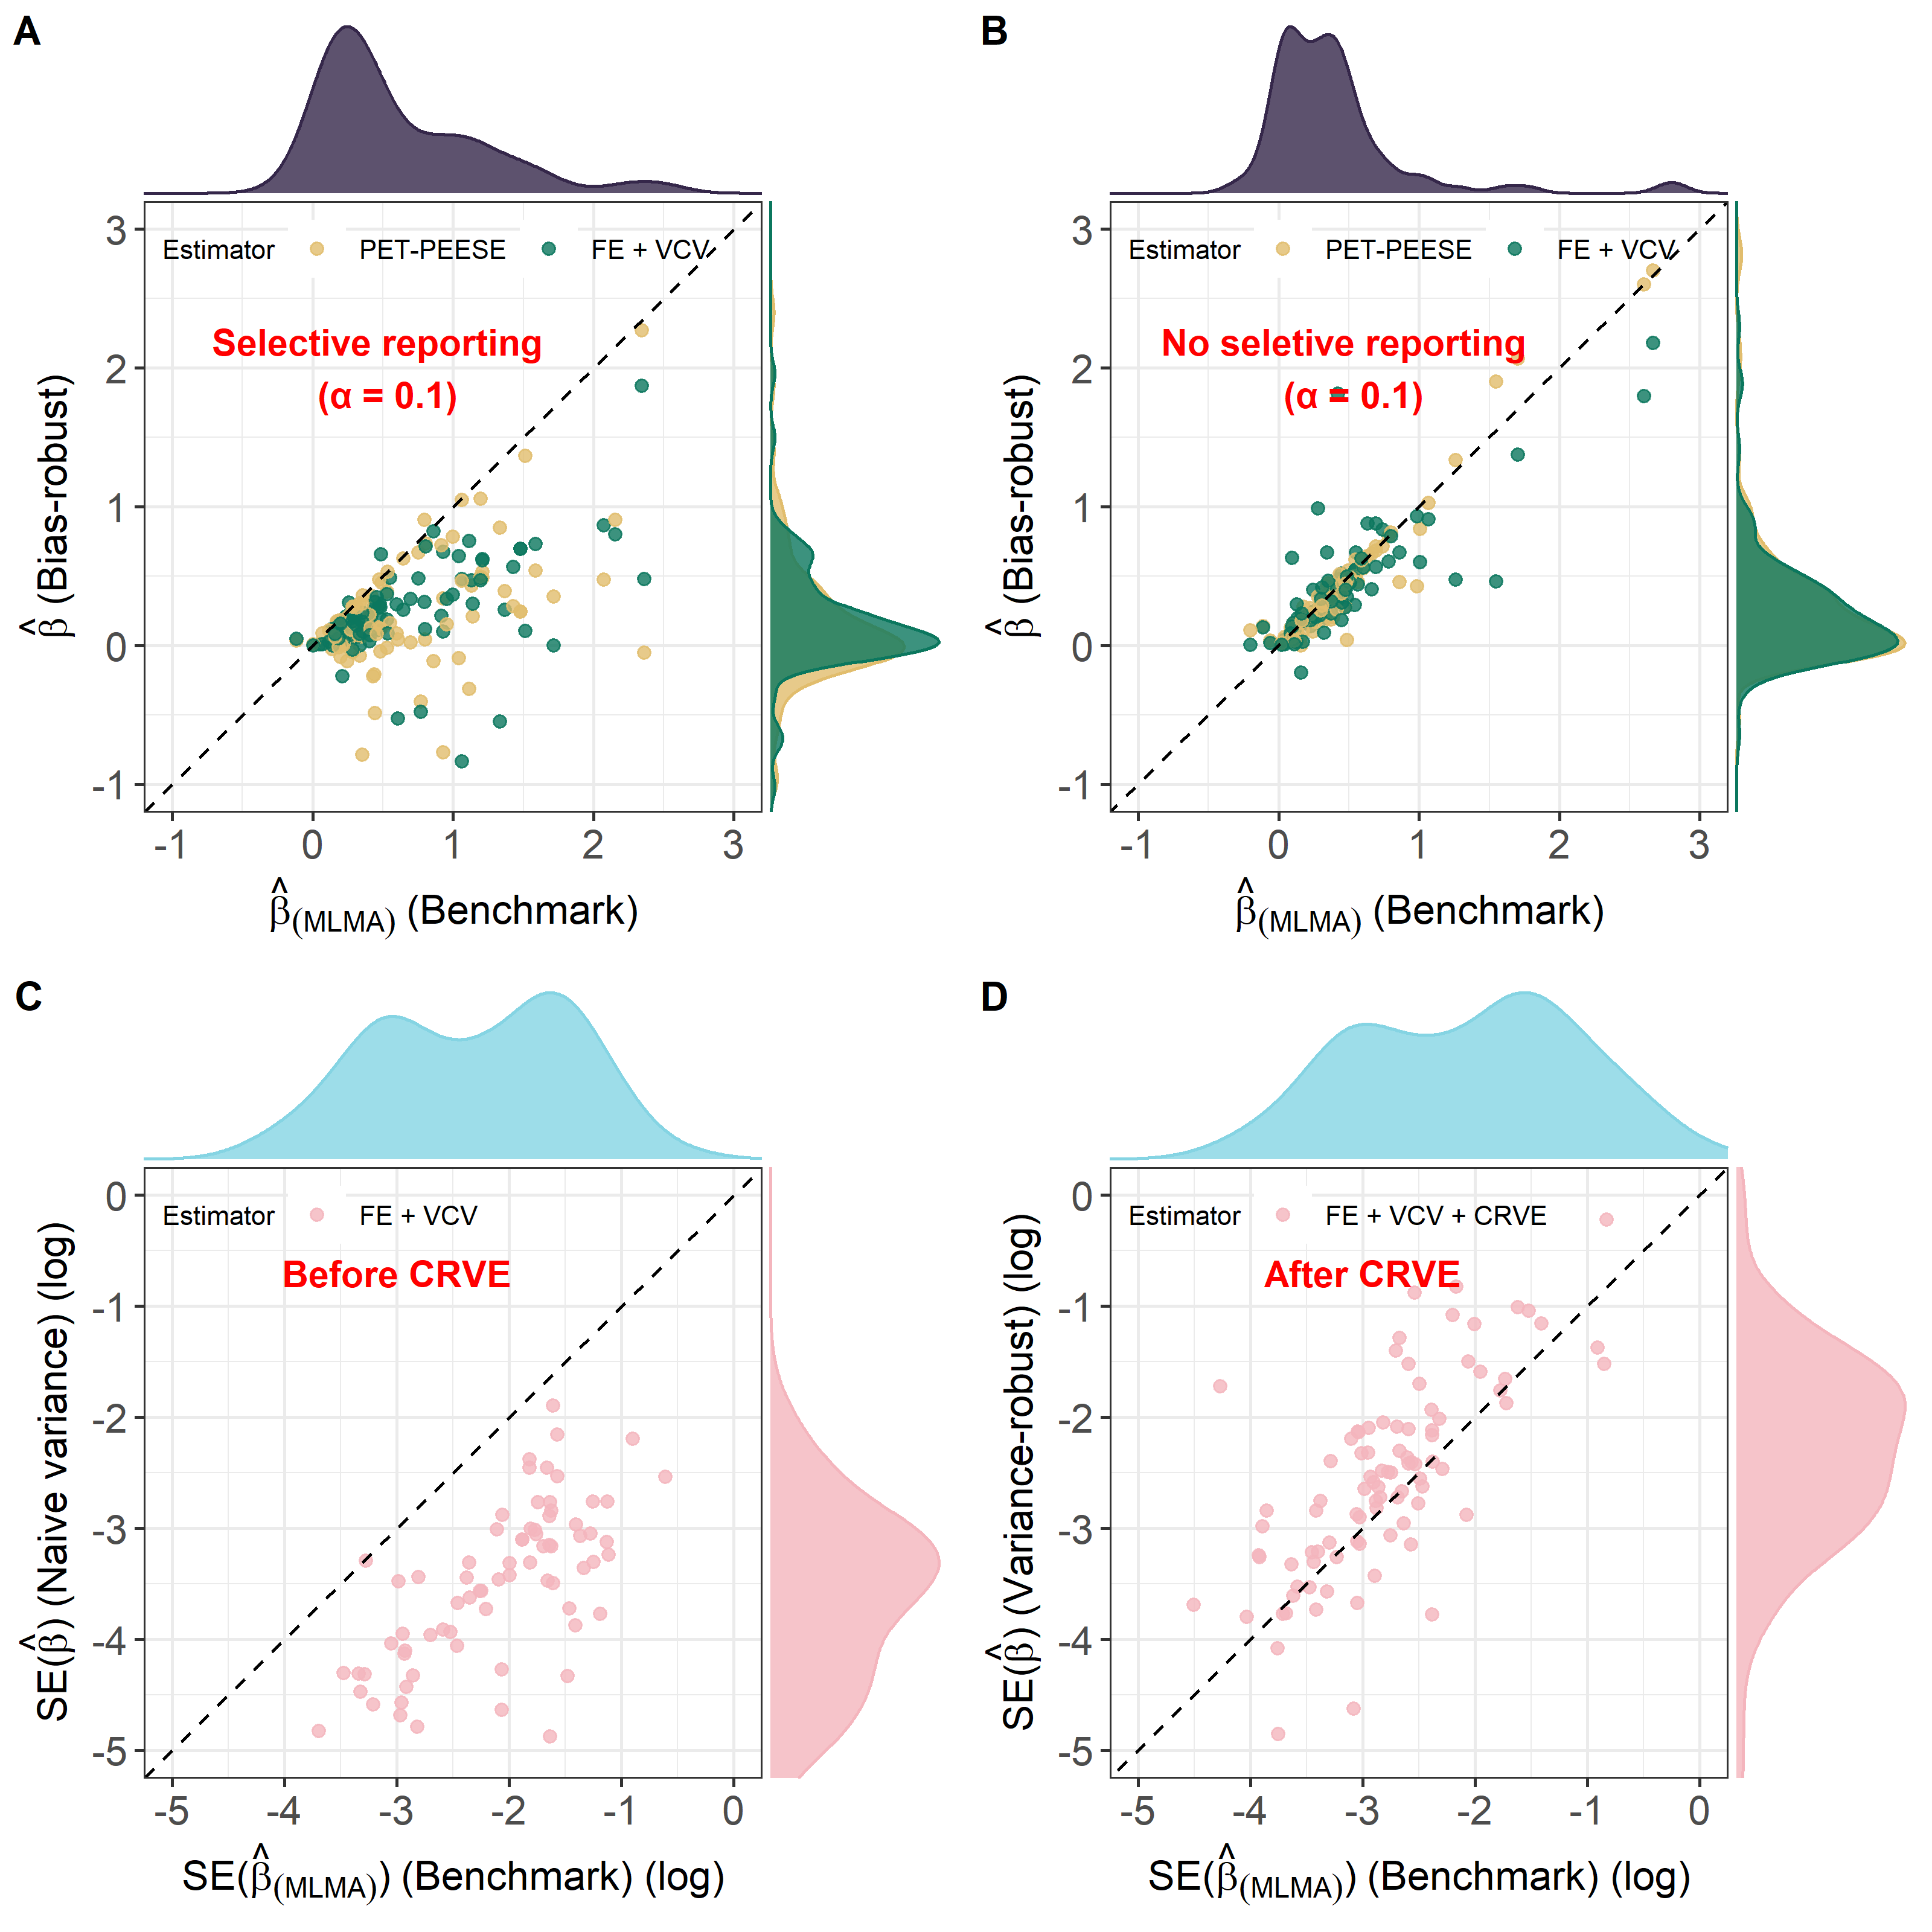 A
Estimator PET-PEESE FE + VCV
Selective reporting
(α = 0.1)
3
2
1
0
-1
β̂ (Bias-robust)
-1 0 1 2 3
β̂(MLMA) (Benchmark)
B
Estimator PET-PEESE FE + VCV
No seletive reporting
(α = 0.1)
3
2
1
0
-1
β̂ (Bias-robust)
-1 0 1 2 3
β̂(MLMA) (Benchmark)
C
Estimator FE + VCV
Before CRVE
0
-1
-2
-3
-4
-5
SE(β̂) (Naive variance) (log)
-5 -4 -3 -2 -1 0
SE(β̂(MLMA)) (Benchmark) (log)
D
Estimator FE + VCV + CRVE
After CRVE
0
-1
-2
-3
-4
-5
SE(β̂) (Variance-robust) (log)
-5 -4 -3 -2 -1 0
SE(β̂(MLMA)) (Benchmark) (log)